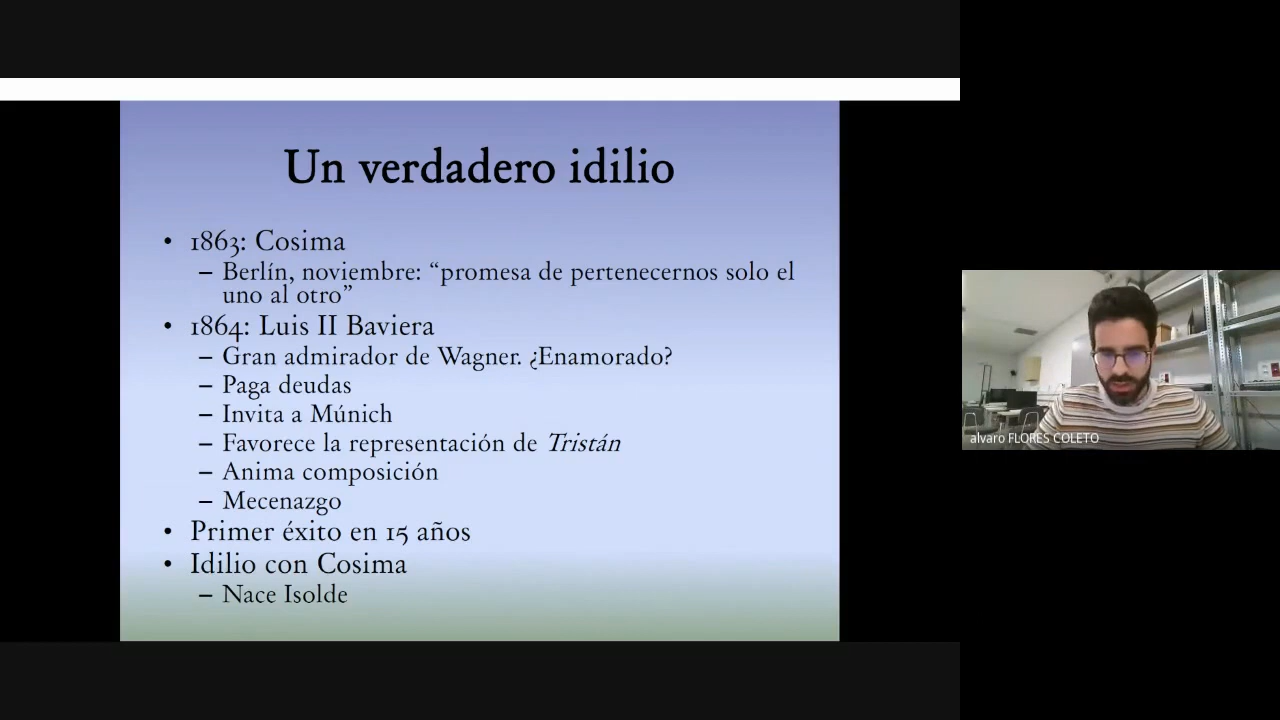 Un verdadero idilio
• 1863: Cosima
– Berlín, noviembre: “promesa de pertenecernos solo el
uno al otro”
• 1864: Luis II Baviera
– Gran admirador de Wagner. ¿Enamorado?
– Paga deudas
– Invita a Múnich
– Favorece la representación de Tristán
– Anima composición
– Mecenazgo
• Primer éxito en 15 años
• Idilio con Cosima
– Nace Isolde
alvaro FLORES COLETO